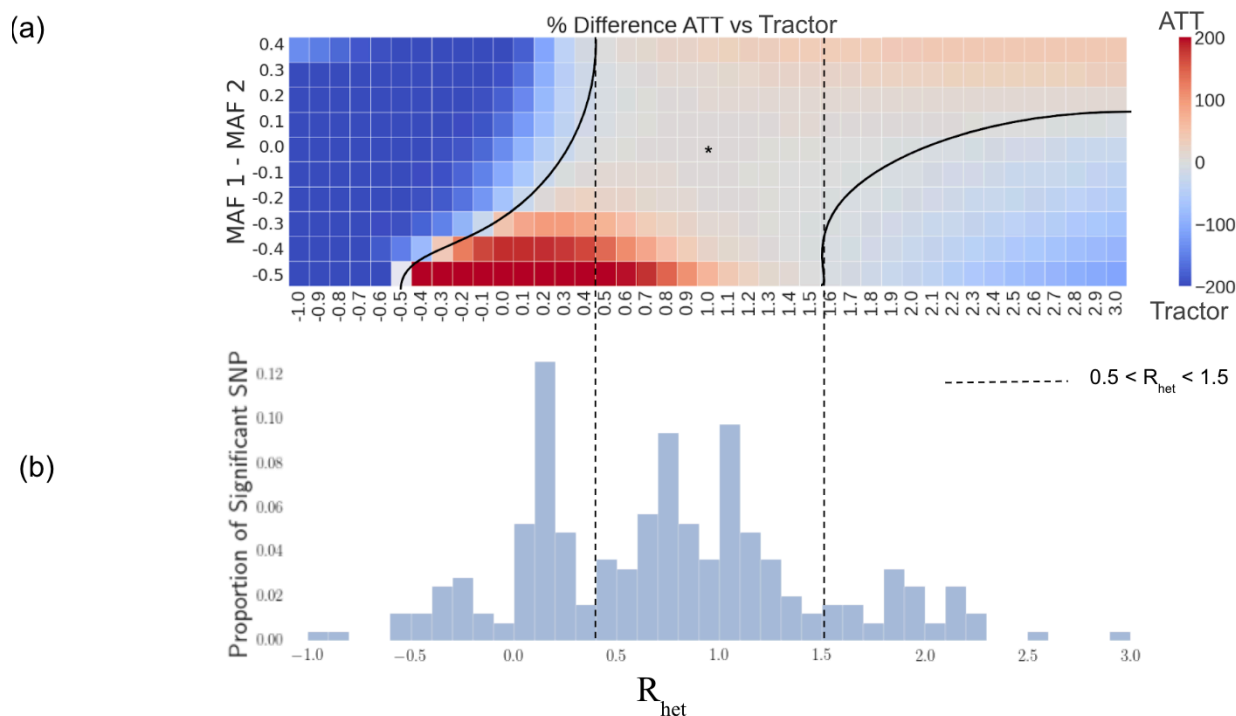 (a)
% Difference ATT vs Tractor
ATT
MAF 1 - MAF 2
0.4
0.3
0.2
0.1
0.0
-0.1
-0.2
-0.3
-0.4
-0.5
*
200
100
0
-100
-200
Tractor
-1.0 -0.9 -0.8 -0.7 -0.6 -0.5 -0.4 -0.3 -0.2 -0.1 0.0 0.1 0.2 0.3 0.4 0.5 0.6 0.7 0.8 0.9 1.0 1.1 1.2 1.3 1.4 1.5 1.6 1.7 1.8 1.9 2.0 2.1 2.2 2.3 2.4 2.5 2.6 2.7 2.8 2.9 3.0
0.5 < Rhet < 1.5
(b)
Proportion of Significant SNP
0.12
0.10
0.08
0.06
0.04
0.02
0.00
−1.0 −0.5 0.0 0.5 1.0 1.5 2.0 2.5 3.0
Rhet